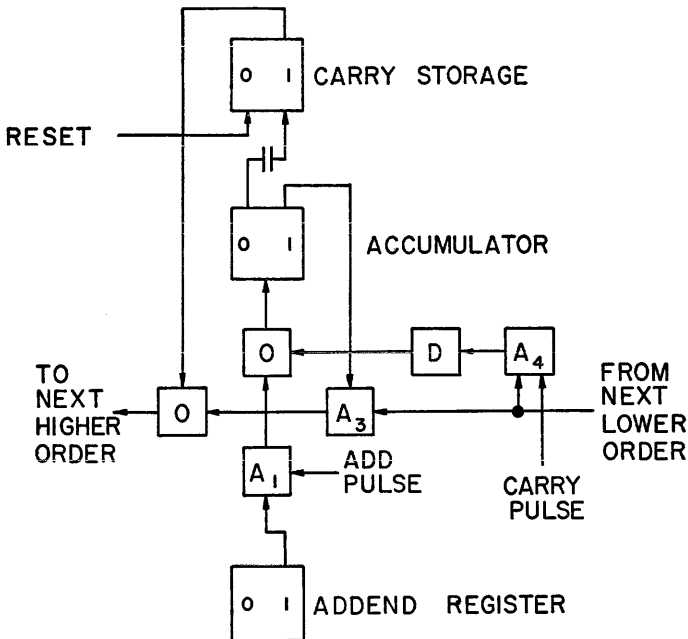 0 1 CARRY STORAGE
RESET
0 1 ACCUMULATOR
O
D
A4
TO
NEXT
HIGHER
ORDER
O
A3
FROM
NEXT
LOWER
ORDER
A1
ADD
PULSE
CARRY
PULSE
0 1 ADDEND REGISTER